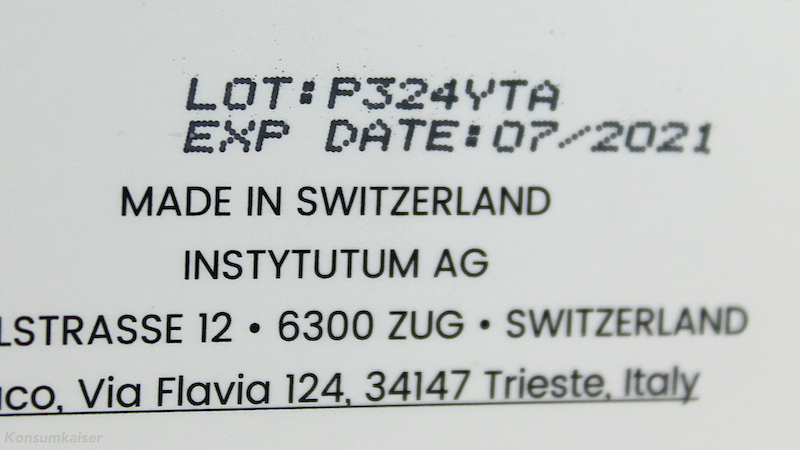 LOT:P324YTA
EXP DATE:07/2021
MADE IN SWITZERLAND
INSTYTUTUM AG
LSTRASSE 12 • 6300 ZUG • SWITZERLAND
aco, Via Flavia 124, 34147 Trieste, Italy
Konsumkaiser